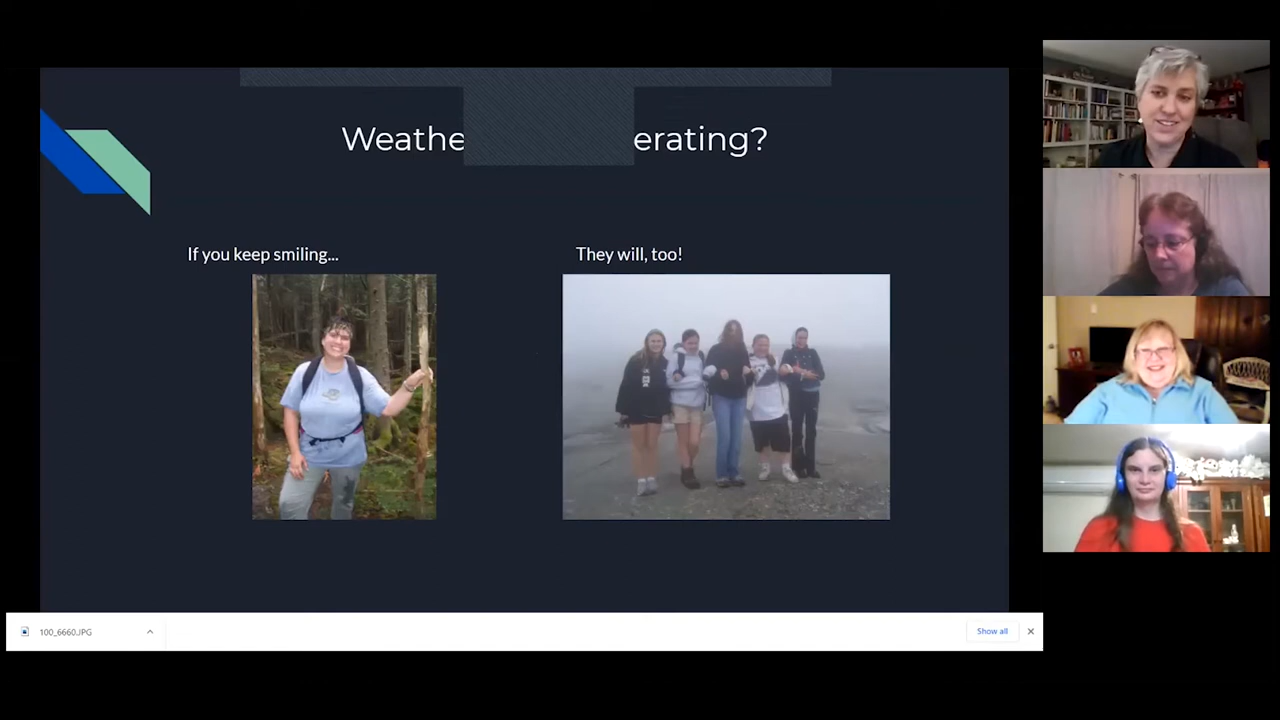 Weathe erating?
If you keep smiling...
They will, too!
100_6660.JPG
Show all